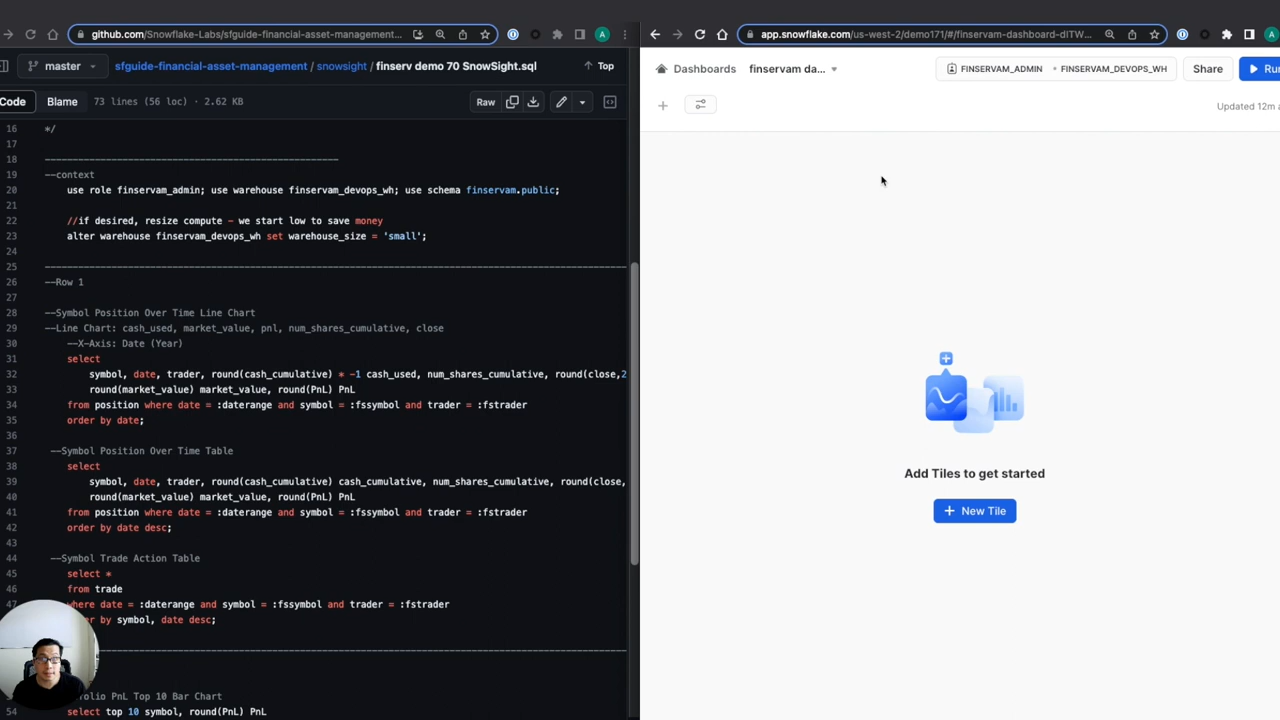 github.com/Snowflake-Labs/sfguide-financial-asset-management...
A
master
sfguide-financial-asset-management / snowsight / finserv demo 70 SnowSight.sql
Top
Code
Blame
73 lines (56 loc) · 2.62 KB
Raw
16 */
17
18 ----------------------------------------------------
19 --context
20 use role finservam_admin; use warehouse finservam_devops_wh; use schema finservam.public;
21
22 //if desired, resize compute - we start low to save money
23 alter warehouse finservam_devops_wh set warehouse_size = 'small';
24
25 ----------------------------------------------------
26 --Row 1
27
28 --Symbol Position Over Time Line Chart
29 --Line Chart: cash_used, market_value, pnl, num_shares_cumulative, close
30 --X-Axis: Date (Year)
31 select
32 symbol, date, trader, round(cash_cumulative) * -1 cash_used, num_shares_cumulative, round(close,2
33 round(market_value) market_value, round(PnL) PnL
34 from position where date = :daterange and symbol = :fssymbol and trader = :fstrader
35 order by date;
36
37 --Symbol Position Over Time Table
38 select
39 symbol, date, trader, round(cash_cumulative) cash_cumulative, num_shares_cumulative, round(close,
40 round(market_value) market_value, round(PnL) PnL
41 from position where date = :daterange and symbol = :fssymbol and trader = :fstrader
42 order by date desc;
43
44 --Symbol Trade Action Table
45 select *
46 from trade
47 where date = :daterange and symbol = :fssymbol and trader = :fstrader
by symbol, date desc;
PnL Top 10 Bar Chart
54 select top 10 symbol, round(PnL) PnL
app.snowflake.com/us-west-2/demo171/#/finservam-dashboard-dITW...
A
Dashboards
finservam da...
FINSERVAM_ADMIN · FINSERVAM_DEVOPS_WH
Share
Updated 12m
Add Tiles to get started
+ New Tile